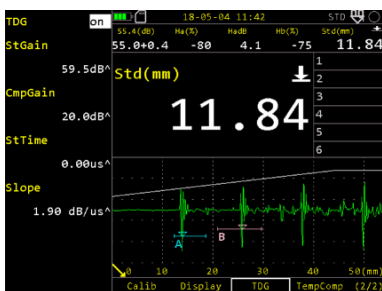 TDG on 18-05-04 11:42 STD
55.4(dB) Ha(%) HadB Hb(%) Std(mm)
StGain 55.0+0.4 -80 4.1 -75 11.84
59.5dB^
Std(mm)
11.84
1
2
3
4
5
6
CmpGain
20.0dB^
StTime
0.00us^
Slope
1.90 dB/us^
A
B
0 10 20 30 40 50(mm)
Calib Display TDG TempComp (2/2)